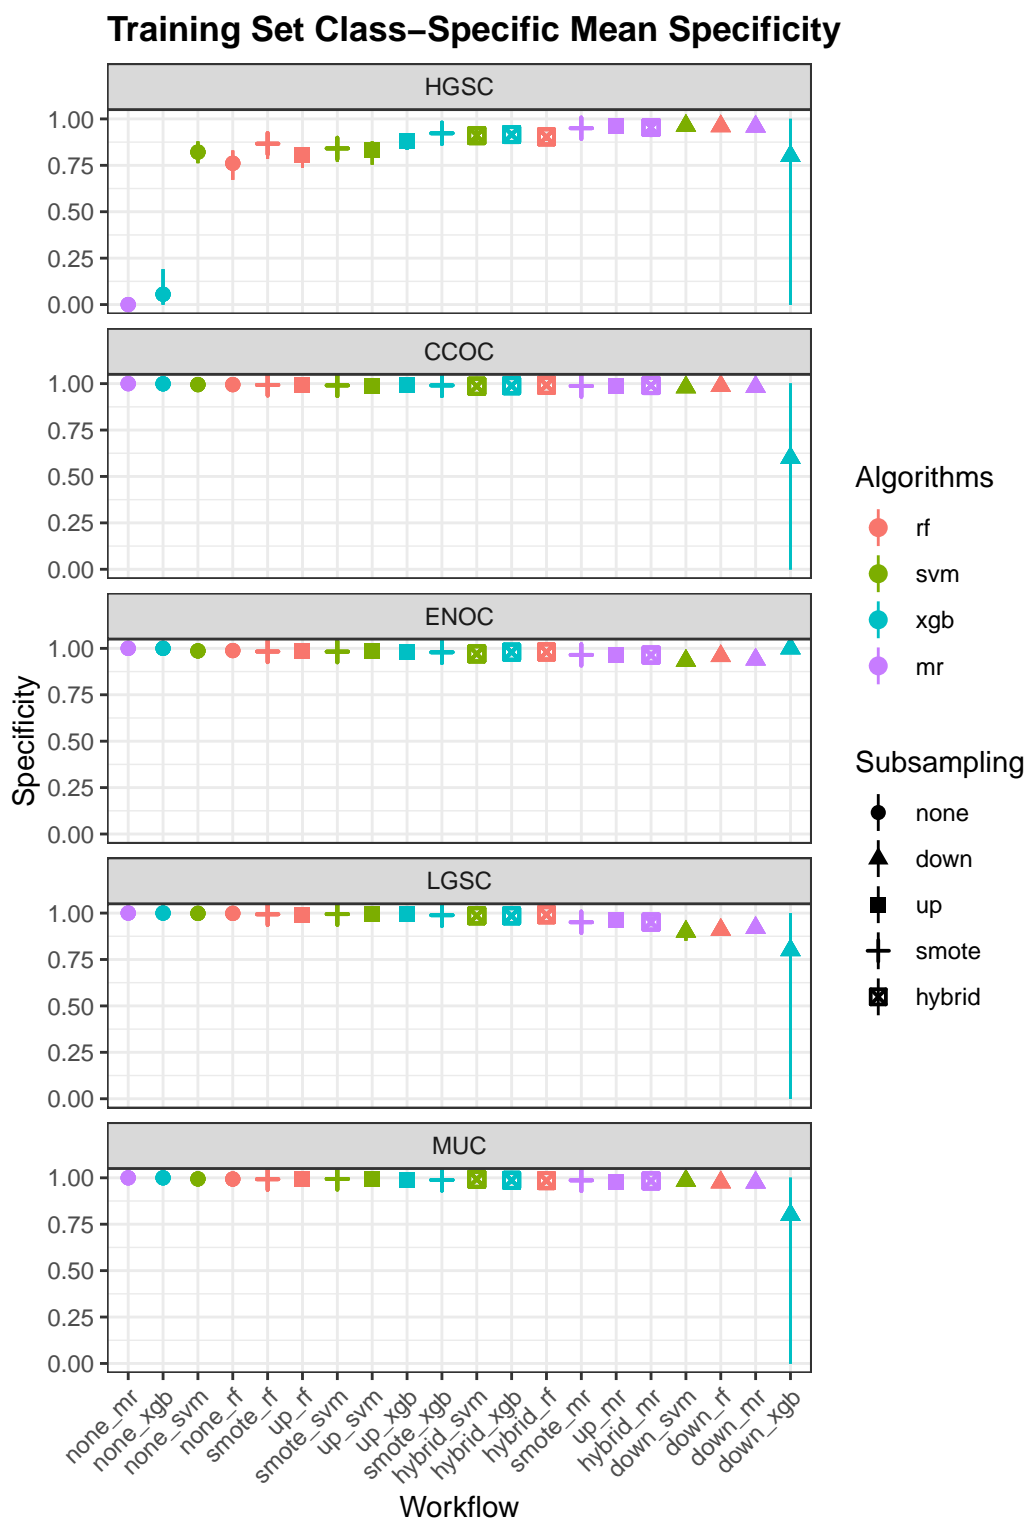 Training Set Class–Specific Mean Specificity
HGSC
1.00
0.75
0.50
0.25
0.00
CCOC
1.00
0.75
0.50
0.25
0.00
ENOC
1.00
0.75
0.50
0.25
0.00
LGSC
1.00
0.75
0.50
0.25
0.00
MUC
1.00
0.75
0.50
0.25
0.00
Specificity
none_mr
none_xgb
none_svm
none_rf
smote_rf
up_rf
smote_svm
up_svm
up_xgb
smote_xgb
hybrid_svm
hybrid_xgb
hybrid_rf
smote_mr
up_mr
hybrid_mr
down_svm
down_rf
down_mr
down_xgb
Workflow
Algorithms
rf
svm
xgb
mr
Subsampling
none
down
up
smote
hybrid